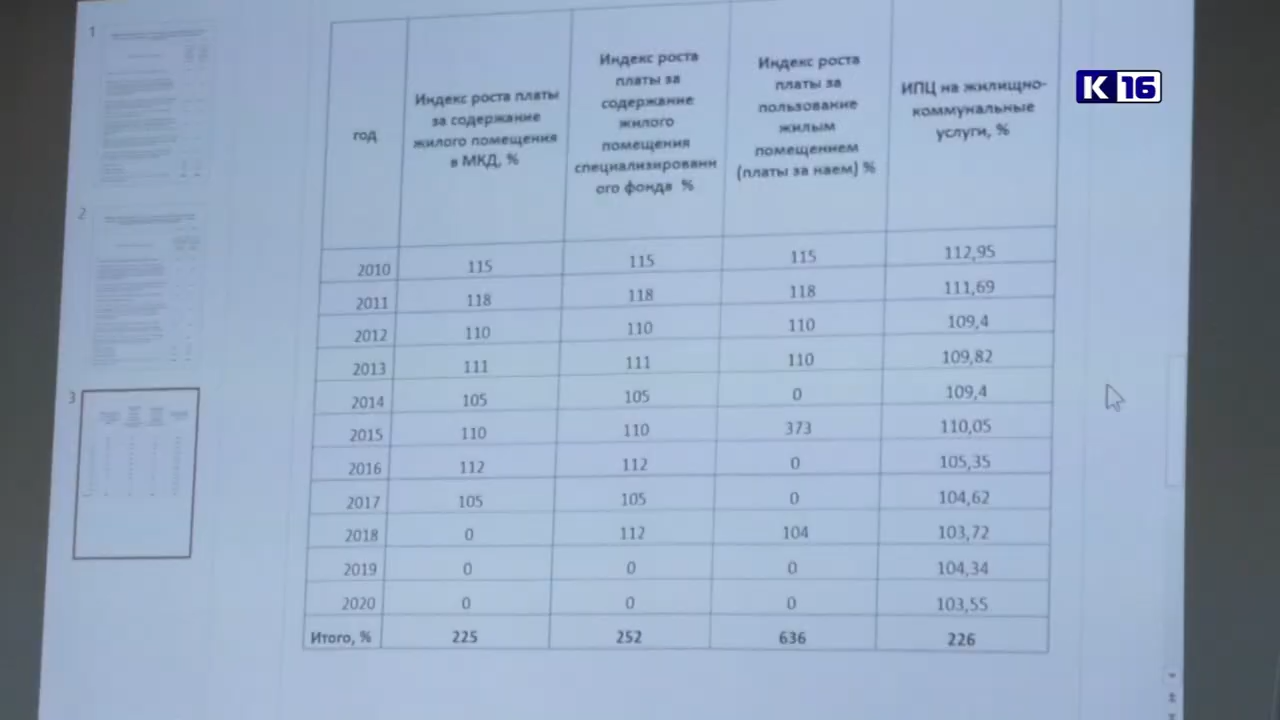 1
2
3
К 16
год
Индекс роста платы
за содержание
жилого помещения
в МКД, %
Индекс роста
платы за
содержание
жилого
помещения
специализированн
ого фонда %
Индекс роста
платы за
пользование
жилым
помещением
(платы за наем) %
ИПЦ на жилищно-
коммунальные
услуги, %
2010 115 115 115 112,95
2011 118 118 118 111,69
2012 110 110 110 109,4
2013 111 111 110 109,82
2014 105 105 0 109,4
2015 110 110 373 110,05
2016 112 112 0 105,35
2017 105 105 0 104,62
2018 0 112 104 103,72
2019 0 0 0 104,34
2020 0 0 0 103,55
Итого, % 225 252 636 226